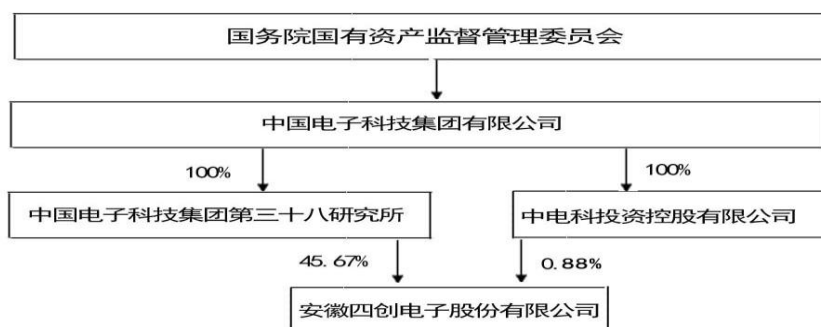 国务院国有资产监督管理委员会
中国电子科技集团有限公司
100%
100%
中国电子科技集团第三十八研究所
中电科投资控股有限公司
45.67%
0.88%
安徽四创电子股份有限公司